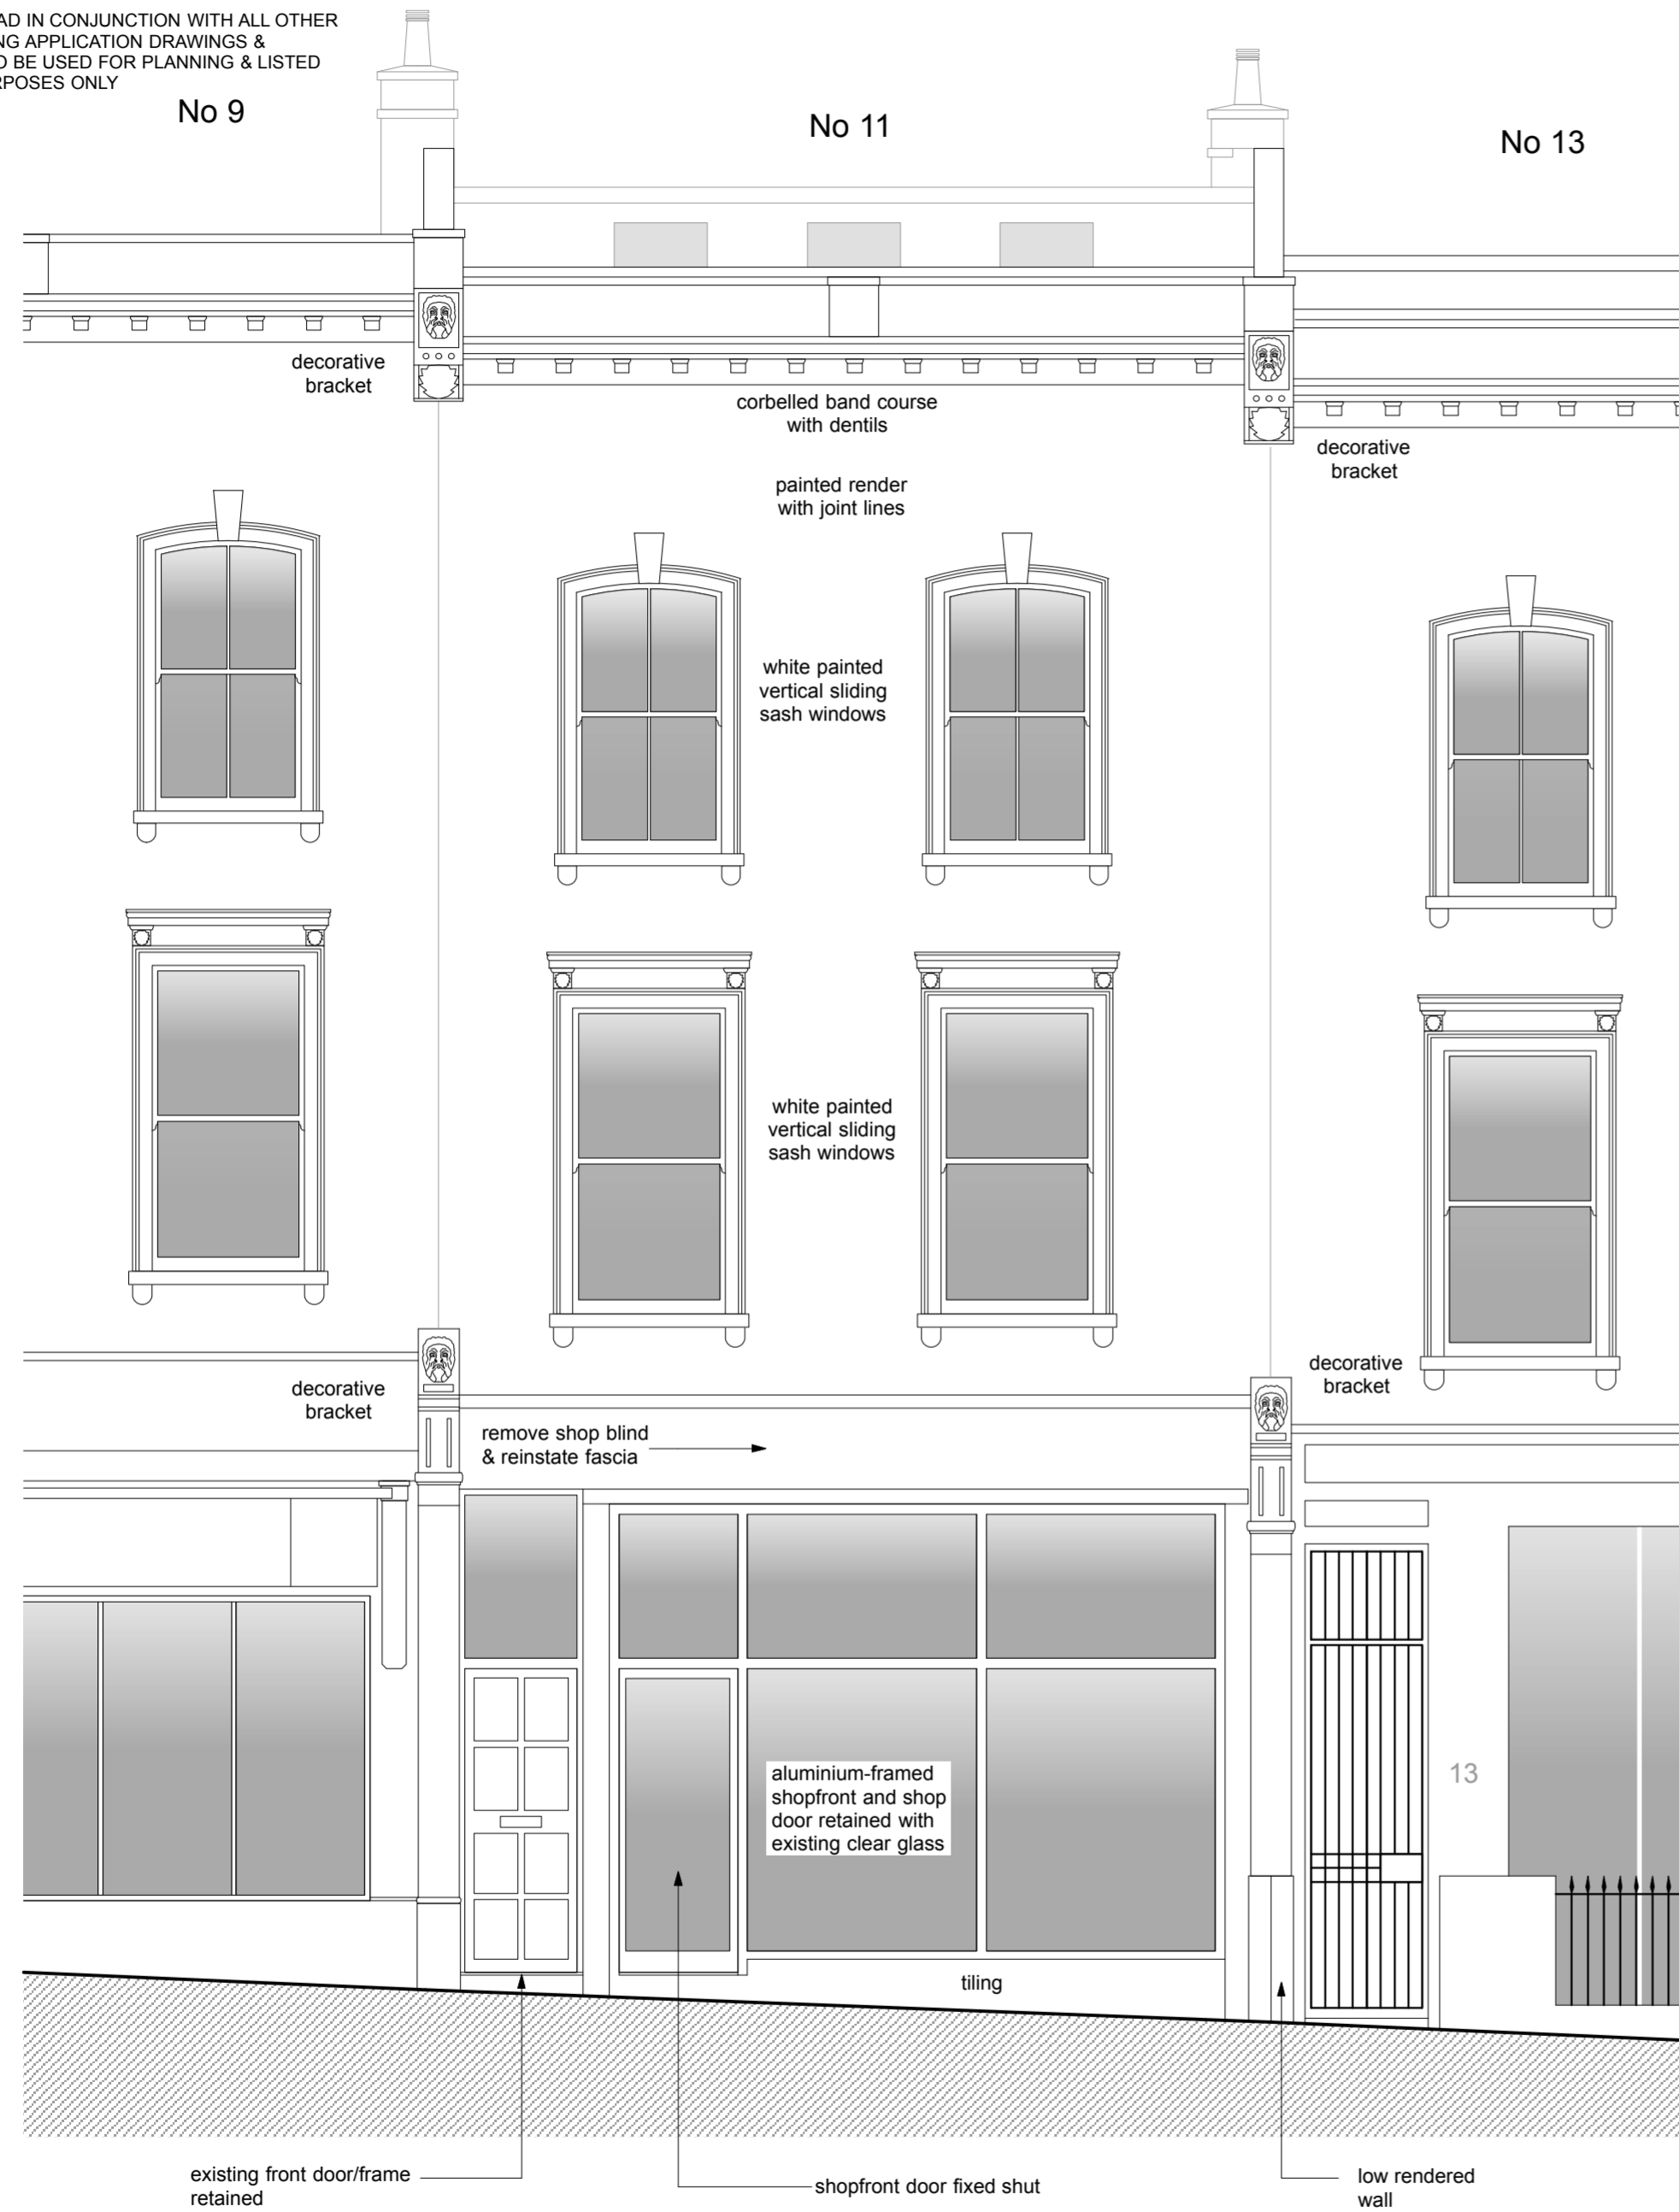 AD IN CONJUNCTION WITH ALL OTHER
NG APPLICATION DRAWINGS &
O BE USED FOR PLANNING & LISTED
RPOSES ONLY
No 9
No 11
No 13
decorative
bracket
corbelled band course
with dentils
decorative
bracket
painted render
with joint lines
white painted
vertical sliding
sash windows
white painted
vertical sliding
sash windows
decorative
bracket
decorative
bracket
remove shop blind
& reinstate fascia
aluminium-framed
shopfront and shop
door retained with
existing clear glass
13
tiling
existing front door/frame
retained
shopfront door fixed shut
low rendered
wall